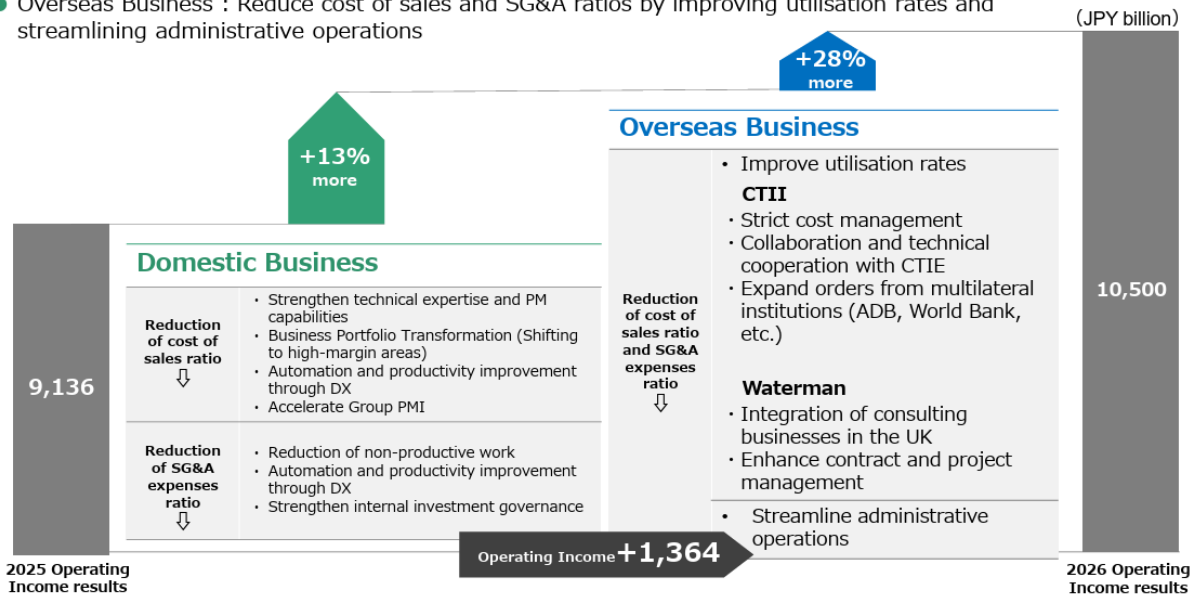 Overseas Business : Reduce cost of sales and SG&A ratios by improving utilisation rates and
streamlining administrative operations
(JPY billion)
+28%
more
+13%
more
Overseas Business
Reduction
of cost of
sales ratio
and SG&A
expenses
ratio
⇩
• Improve utilisation rates
CTII
・Strict cost management
・Collaboration and technical
cooperation with CTIE
・Expand orders from multilateral
institutions (ADB, World Bank,
etc.)
Waterman
・Integration of consulting
businesses in the UK
・Enhance contract and project
management
• Streamline administrative
operations
Domestic Business
Reduction
of cost of
sales ratio
⇩
・Strengthen technical expertise and PM
capabilities
・Business Portfolio Transformation (Shifting
to high-margin areas)
・Automation and productivity improvement
through DX
・Accelerate Group PMI
Reduction
of SG&A
expenses
ratio
⇩
・Reduction of non-productive work
・Automation and productivity improvement
through DX
・Strengthen internal investment governance
9,136
10,500
Operating Income+1,364
2025 Operating
Income results
2026 Operating
Income results